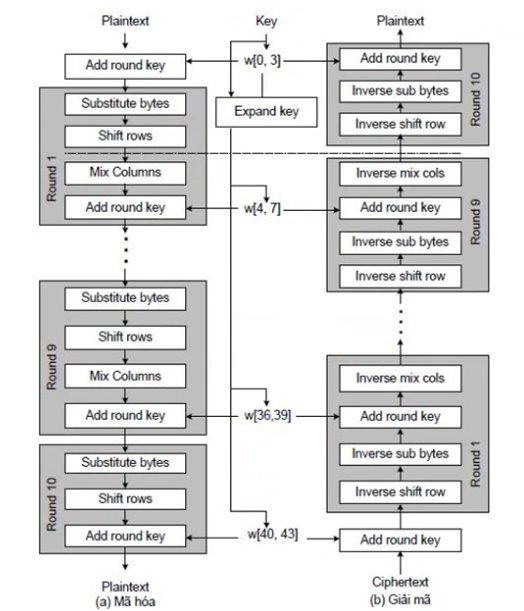 Plaintext
Add round key
Round 1
Substitute bytes
Shift rows
Mix Columns
Add round key
Round 9
Substitute bytes
Shift rows
Mix Columns
Add round key
Round 10
Substitute bytes
Shift rows
Add round key
Plaintext
(a) Mã hóa
Key
w[0, 3]
Expand key
w[4, 7]
w[36,39]
w[40, 43]
Plaintext
Add round key
Inverse sub bytes
Inverse shift row
Round 10
Inverse mix cols
Add round key
Inverse sub bytes
Inverse shift row
Round 9
Inverse mix cols
Add round key
Inverse sub bytes
Inverse shift row
Round 1
Add round key
Ciphertext
(b) Giải mã